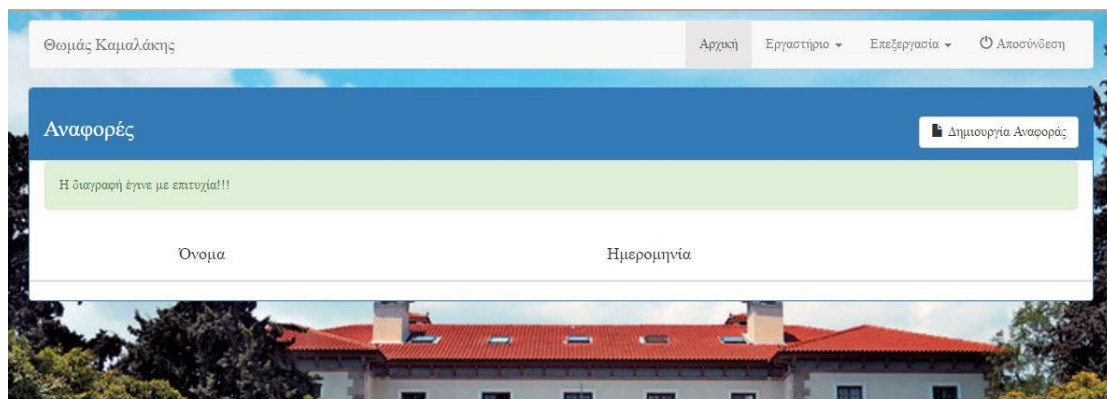 Θωμάς Καμαλάκης Αρχική Εργαστήριο Επεξεργασία Αποσύνδεση
Αναφορές Δημιουργία Αναφοράς
Η διαγραφή έγινε με επιτυχία!!!
Όνομα Ημερομηνία